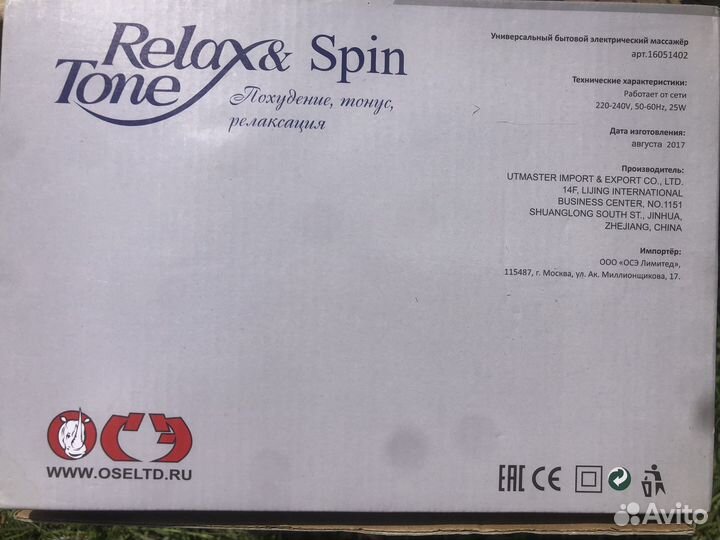 Relax & Spin
Tone
Похудение, тонус,
релаксация
Универсальный бытовой электрический массажёр
арт.16051402
Технические характеристики:
Работает от сети
220-240V, 50-60Hz, 25W
Дата изготовления:
августа 2017
Производитель:
UTMASTER IMPORT & EXPORT CO., LTD.
14F, LIJING INTERNATIONAL
BUSINESS CENTER, NO.1151
SHUANGLONG SOUTH ST., JINHUA,
ZHEJIANG, CHINA
Импортёр:
ООО «ОСЭ Лимитед»,
115487, г. Москва, ул. Ак. Миллионщикова, 17.
ОСЭ
WWW.OSELTD.RU
EAC CE
Avito